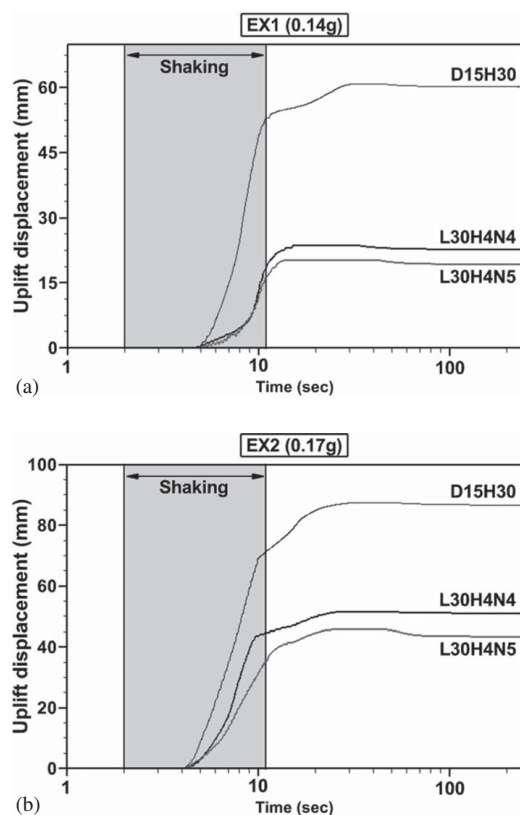 EX1 (0.14g)
Shaking
D15H30
L30H4N4
L30H4N5
Uplift displacement (mm)
60
45
30
15
0
1
10
100
Time (sec)
(a)
EX2 (0.17g)
Shaking
D15H30
L30H4N4
L30H4N5
Uplift displacement (mm)
100
80
60
40
20
0
1
10
100
Time (sec)
(b)